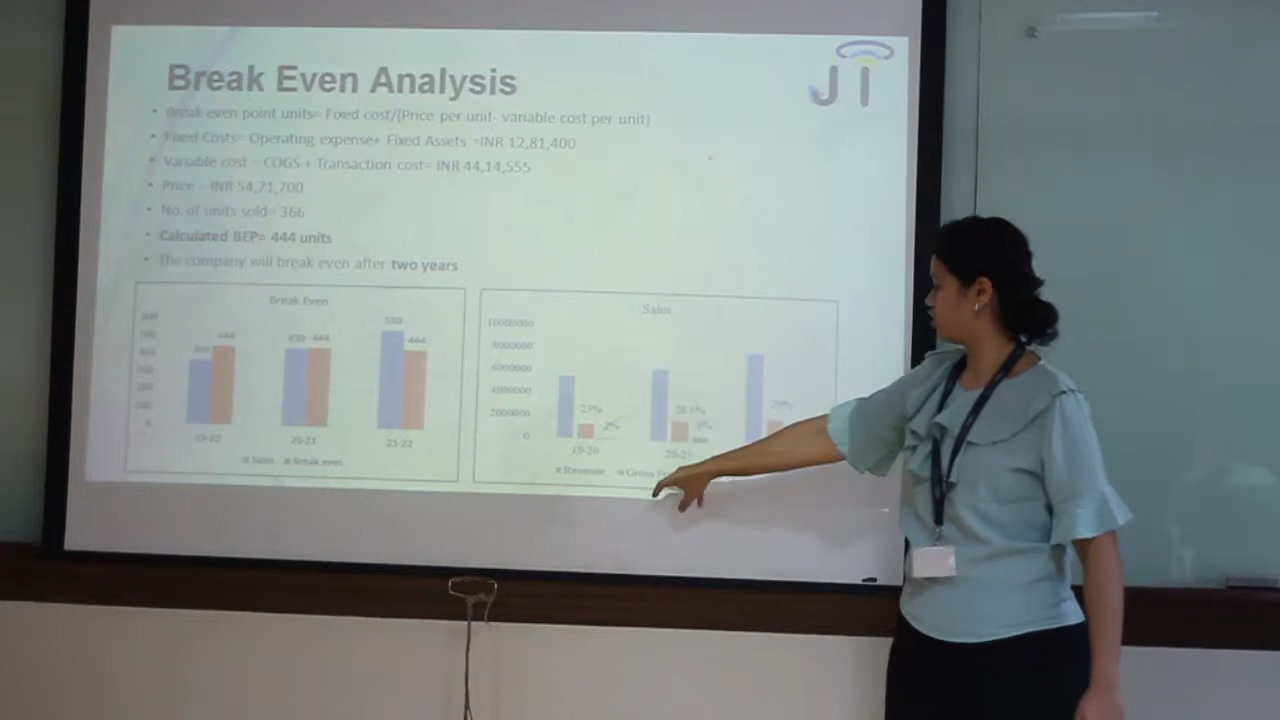 Break Even Analysis
JI
• Break even point units= Fixed cost/(Price per unit- variable cost per unit)
• Fixed Costs= Operating expense+ Fixed Assets =INR 12,81,400
• Variable cost = COGS + Transaction cost= INR 44,14,555
• Price = INR 54,71,700
• No. of units sold= 366
• Calculated BEP= 444 units
• The company will break even after two years
Break Even
444
439 444
444
19-20 20-21 21-22
Sales Break even
Sales
10000000
8000000
6000000
4000000
2000000
0
23% 2%
19-20
Revenue Gross